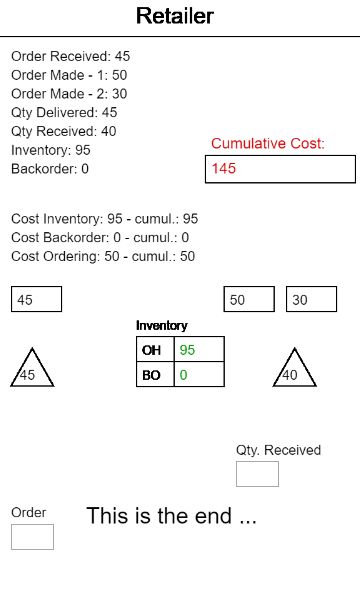 Retailer
Order Received: 45
Order Made - 1: 50
Order Made - 2: 30
Qty Delivered: 45
Qty Received: 40
Inventory: 95
Backorder: 0
Cumulative Cost:
145
Cost Inventory: 95 - cumul.: 95
Cost Backorder: 0 - cumul.: 0
Cost Ordering: 50 - cumul.: 50
45 50 30
Inventory
OH 95
BO 0
45 40
Qty. Received
Order
This is the end ...